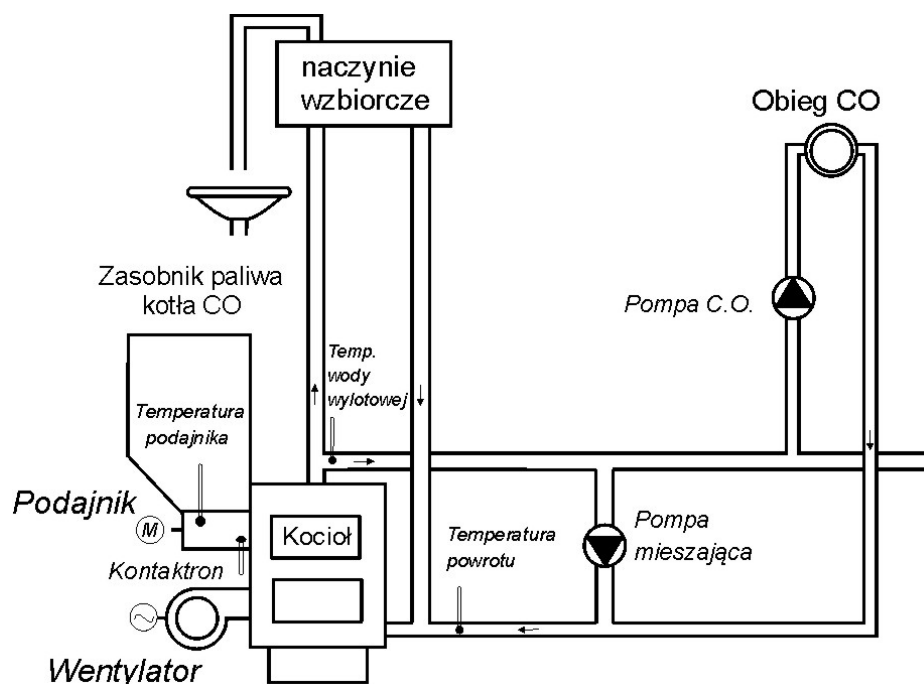 naczynie
wzbiorcze
Obieg CO
Zasobnik paliwa
kotła CO
Pompa C.O.
Temp.
wody
wylotowej
Temperatura
podajnika
Podajnik
M
Kocioł
Temperatura
powrotu
Pompa
mieszająca
Kontaktron
Wentylator